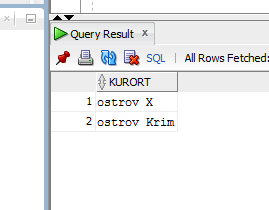 Query Result x
SQL | All Rows Fetched:
KURORT
1 ostrov X
2 ostrov Krim